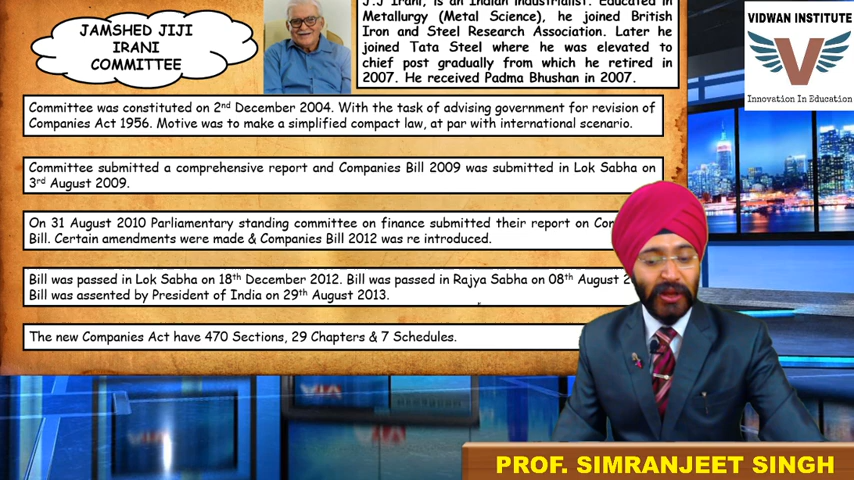 JAMSHED JIJI
IRANI
COMMITTEE
J.J Irani, is an Indian industrialist. Educated in
Metallurgy (Metal Science), he joined British
Iron and Steel Research Association. Later he
joined Tata Steel where he was elevated to
chief post gradually from which he retired in
2007. He received Padma Bhushan in 2007.
VIDWAN INSTITUTE
V
Innovation In Education
Committee was constituted on 2nd December 2004. With the task of advising government for revision of
Companies Act 1956. Motive was to make a simplified compact law, at par with international scenario.
Committee submitted a comprehensive report and Companies Bill 2009 was submitted in Lok Sabha on
3rd August 2009.
On 31 August 2010 Parliamentary standing committee on finance submitted their report on
Bill. Certain amendments were made & Companies Bill 2012 was re introduced.
Bill was passed in Lok Sabha on 18th December 2012. Bill was passed in Rajya Sabha on 08th August
Bill was assented by President of India on 29th August 2013.
The new Companies Act have 470 Sections, 29 Chapters & 7 Schedules.
PROF. SIMRANJEET SINGH